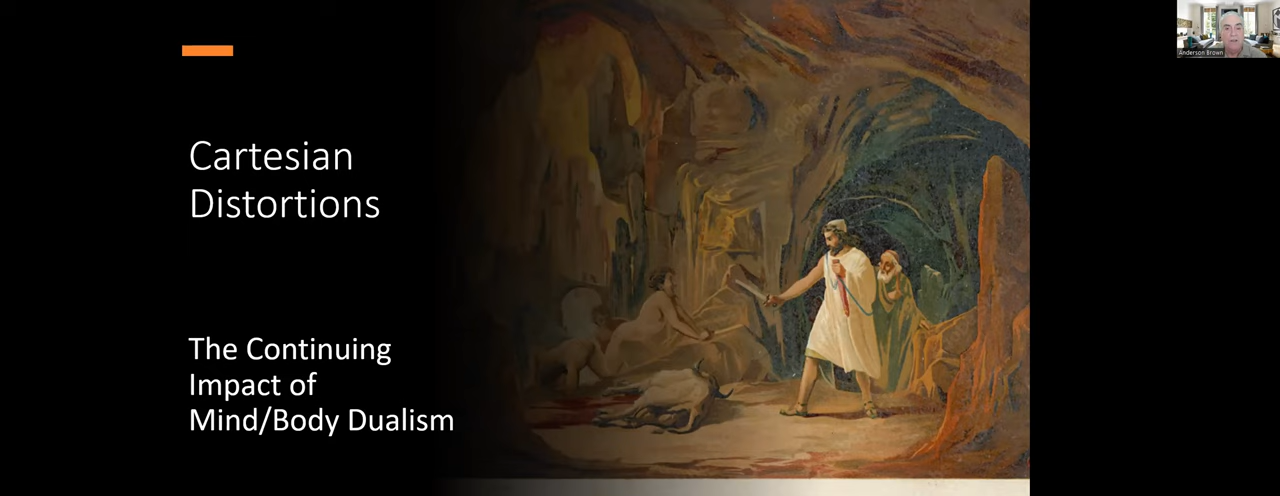 Cartesian
Distortions
The Continuing
Impact of
Mind/Body Dualism
Anderson Brown